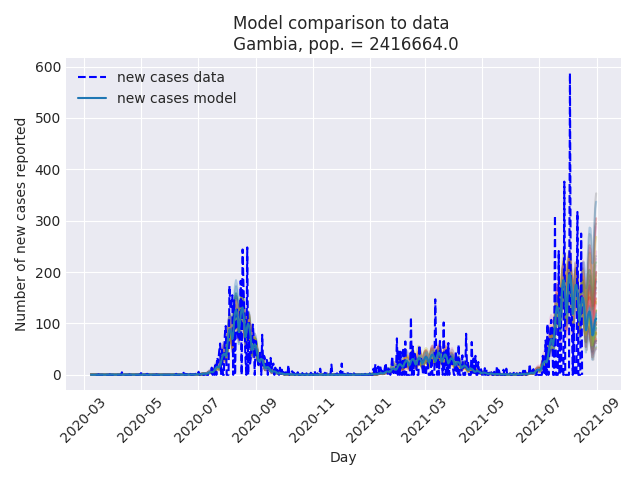 Model comparison to data
Gambia, pop. = 2416664.0
new cases data
new cases model
Number of new cases reported
600
500
400
300
200
100
0
2020-03
2020-05
2020-07
2020-09
2020-11
2021-01
2021-03
2021-05
2021-07
2021-09
Day